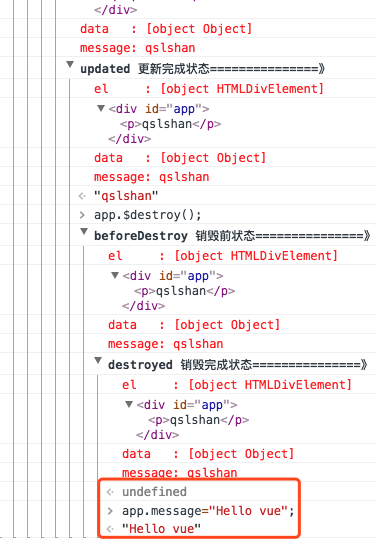 </div>
data : [object Object]
message: qslshan
updated 更新完成状态===============》
el : [object HTMLDivElement]
<div id="app">
<p>qslshan</p>
</div>
data : [object Object]
message: qslshan
"qslshan"
app.$destroy();
beforeDestroy 销毁前状态===============》
el : [object HTMLDivElement]
<div id="app">
<p>qslshan</p>
</div>
data : [object Object]
message: qslshan
destroyed 销毁完成状态===============》
el : [object HTMLDivElement]
<div id="app">
<p>qslshan</p>
</div>
data : [object Object]
message: qslshan
undefined
app.message="Hello vue";
"Hello vue"